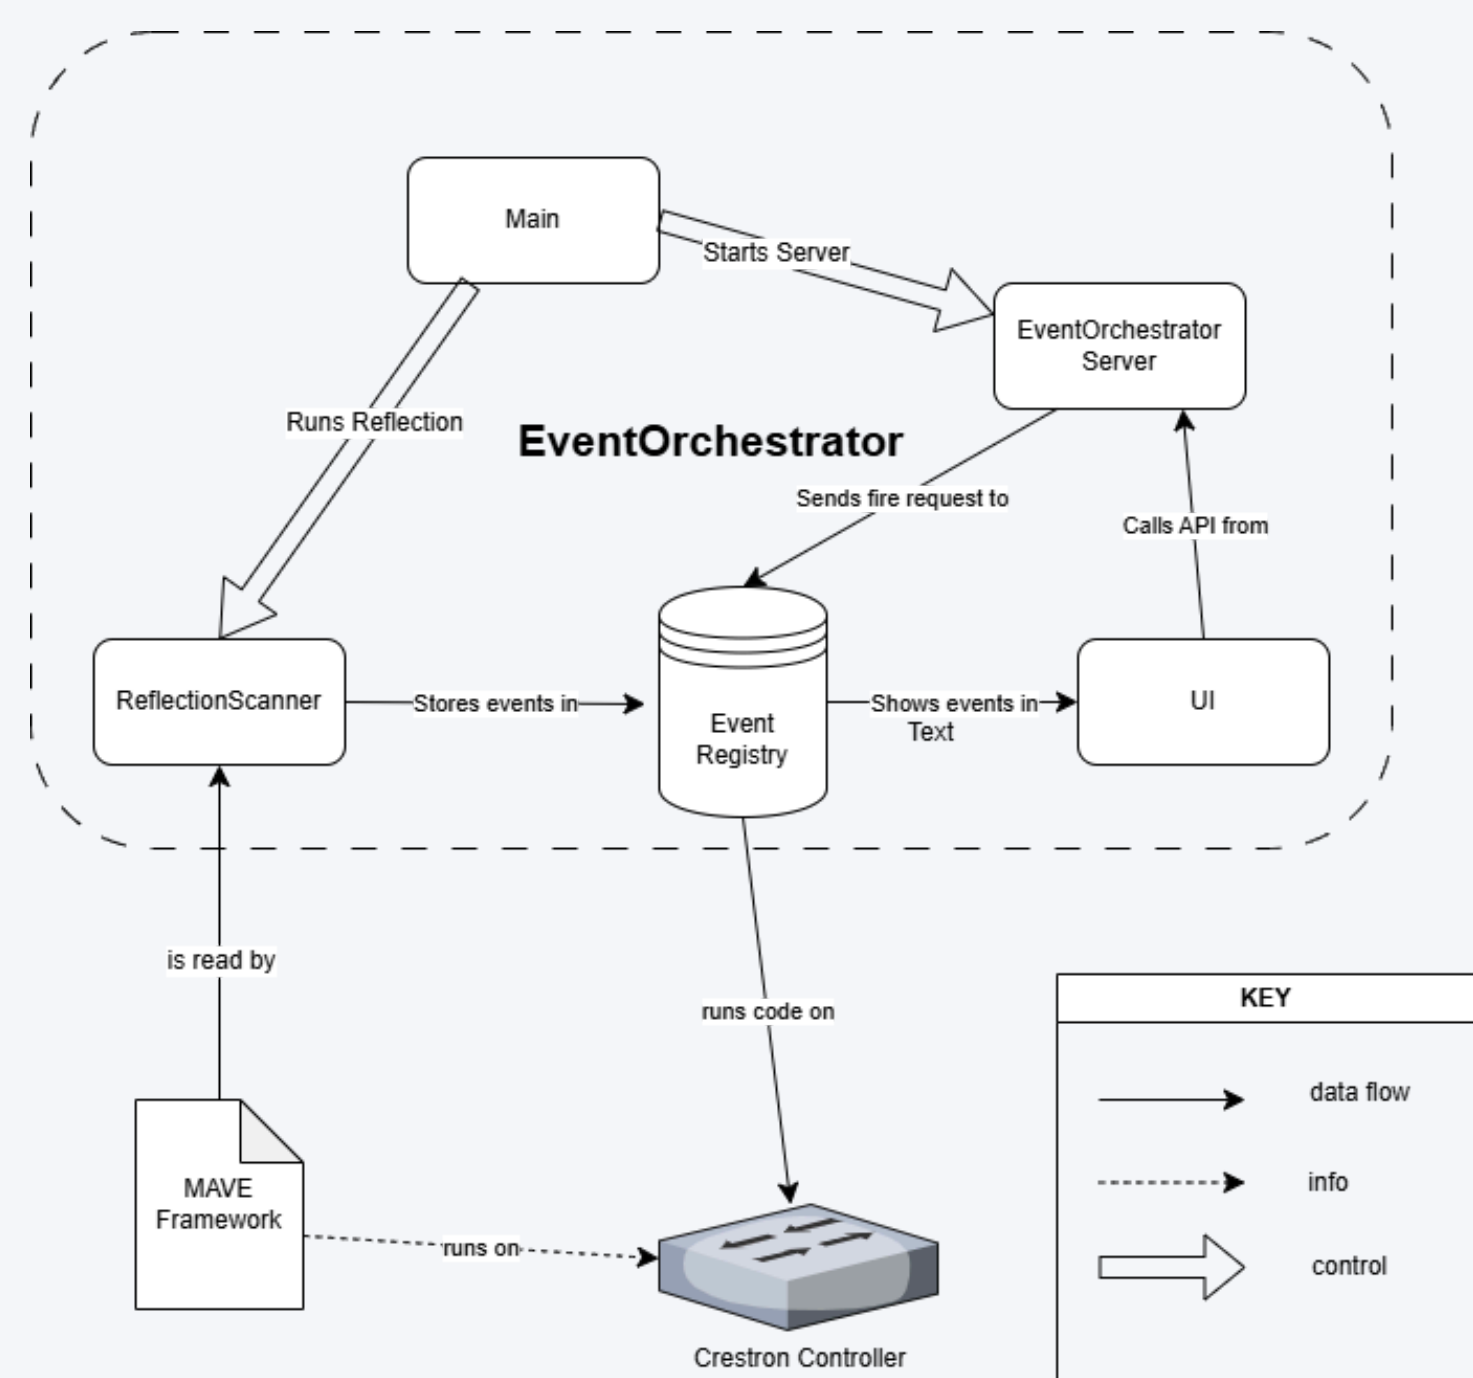 Main
Starts Server
EventOrchestrator
Server
Runs Reflection
EventOrchestrator
Sends fire request to
Calls API from
ReflectionScanner
Stores events in
Event
Registry
Shows events in
Text
UI
is read by
runs code on
KEY
data flow
info
control
MAVE
Framework
runs on
Crestron Controller